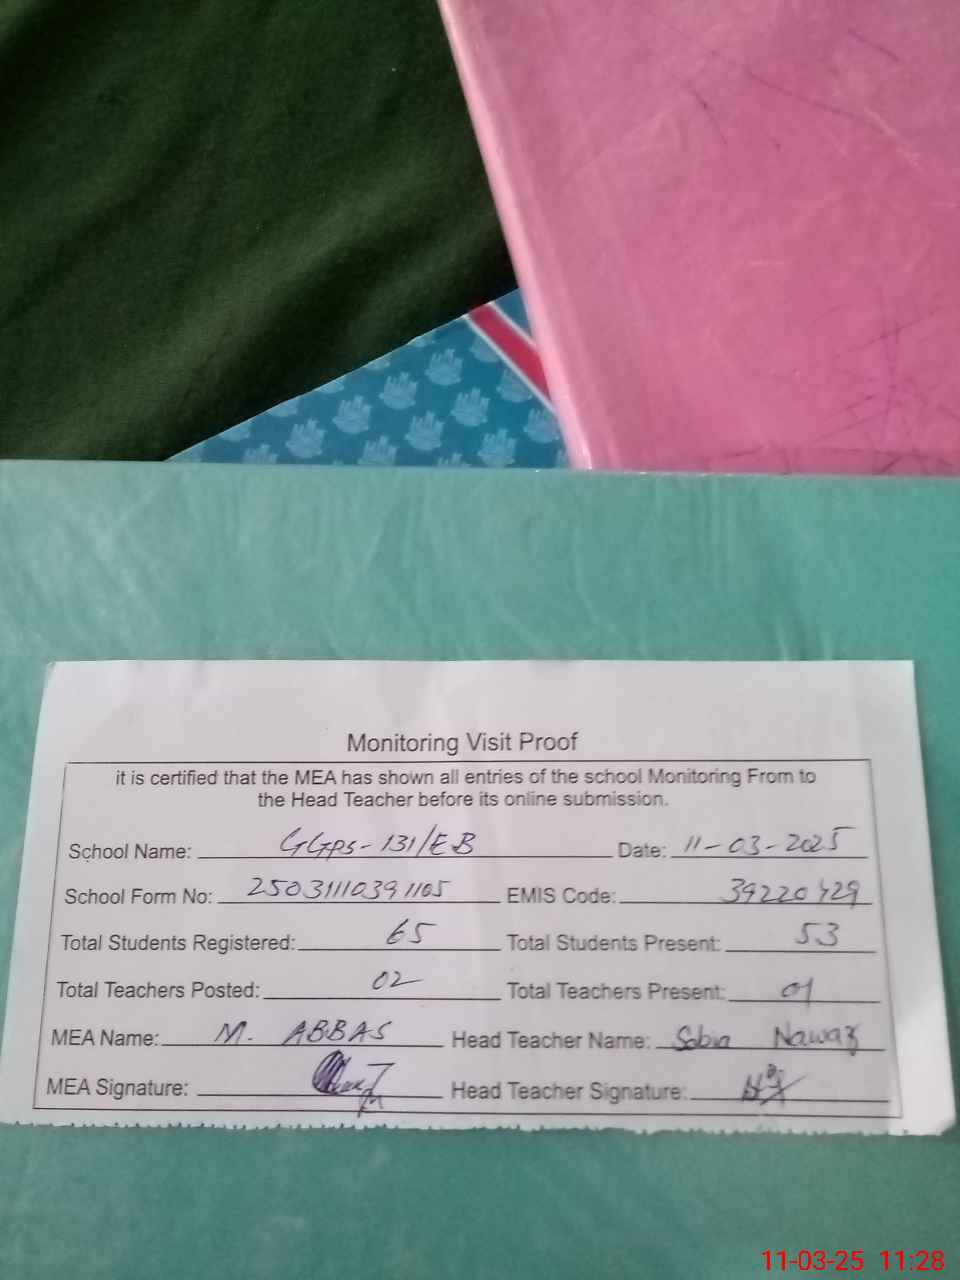 Monitoring Visit Proof
it is certified that the MEA has shown all entries of the school Monitoring From to
the Head Teacher before its online submission.
School Name: GGPS-131/EB Date: 11-03-2025
School Form No: 25031110391105 EMIS Code: 39220429
Total Students Registered: 65 Total Students Present: 53
Total Teachers Posted: 02 Total Teachers Present: 01
MEA Name: M. ABBAS Head Teacher Name: Sobia Nawaz
MEA Signature: Head Teacher Signature:
11-03-25 11:28